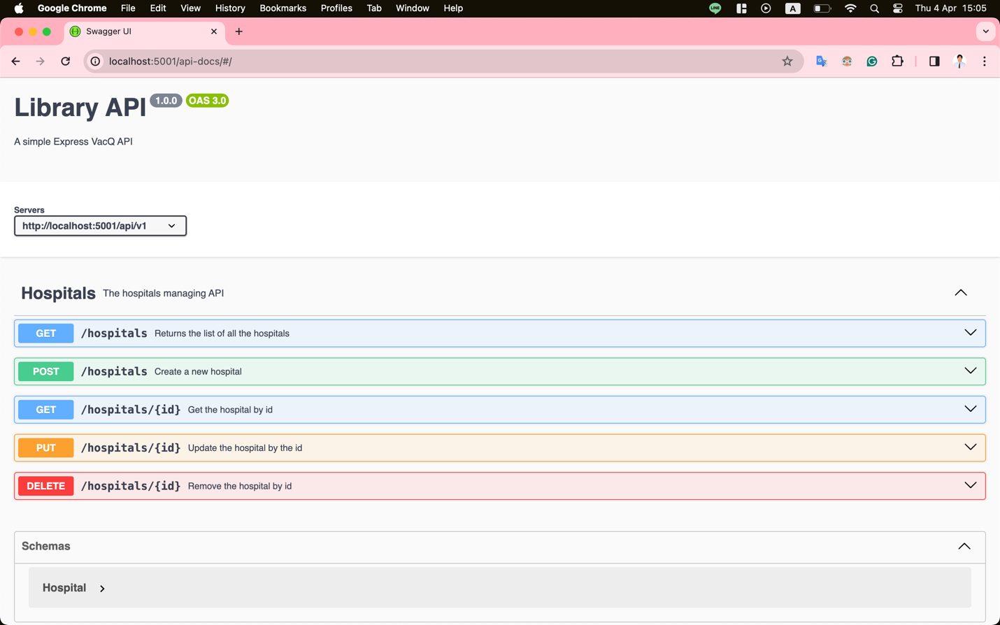 Google Chrome File Edit View History Bookmarks Profiles Tab Window Help LINE A Thu 4 Apr 15:05
Swagger UI
localhost:5001/api-docs/#/
Library API 1.0.0 OAS 3.0
A simple Express VacQ API
Servers
http://localhost:5001/api/v1
Hospitals The hospitals managing API
GET /hospitals Returns the list of all the hospitals
POST /hospitals Create a new hospital
GET /hospitals/{id} Get the hospital by id
PUT /hospitals/{id} Update the hospital by the id
DELETE /hospitals/{id} Remove the hospital by id
Schemas
Hospital